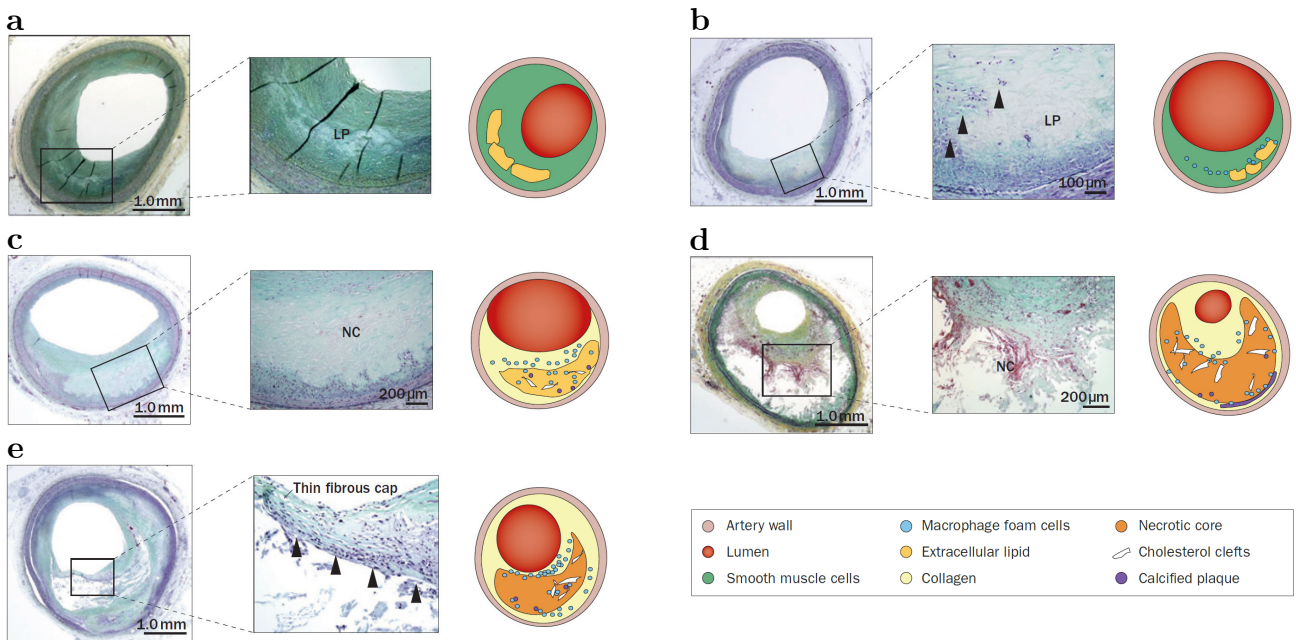 a
1.0 mm
LP
b
1.0 mm
LP
100 µm
c
1.0 mm
NC
200 µm
d
1.0 mm
NC
200 µm
e
1.0 mm
Thin fibrous cap
Artery wall
Macrophage foam cells
Necrotic core
Lumen
Extracellular lipid
Cholesterol clefts
Smooth muscle cells
Collagen
Calcified plaque